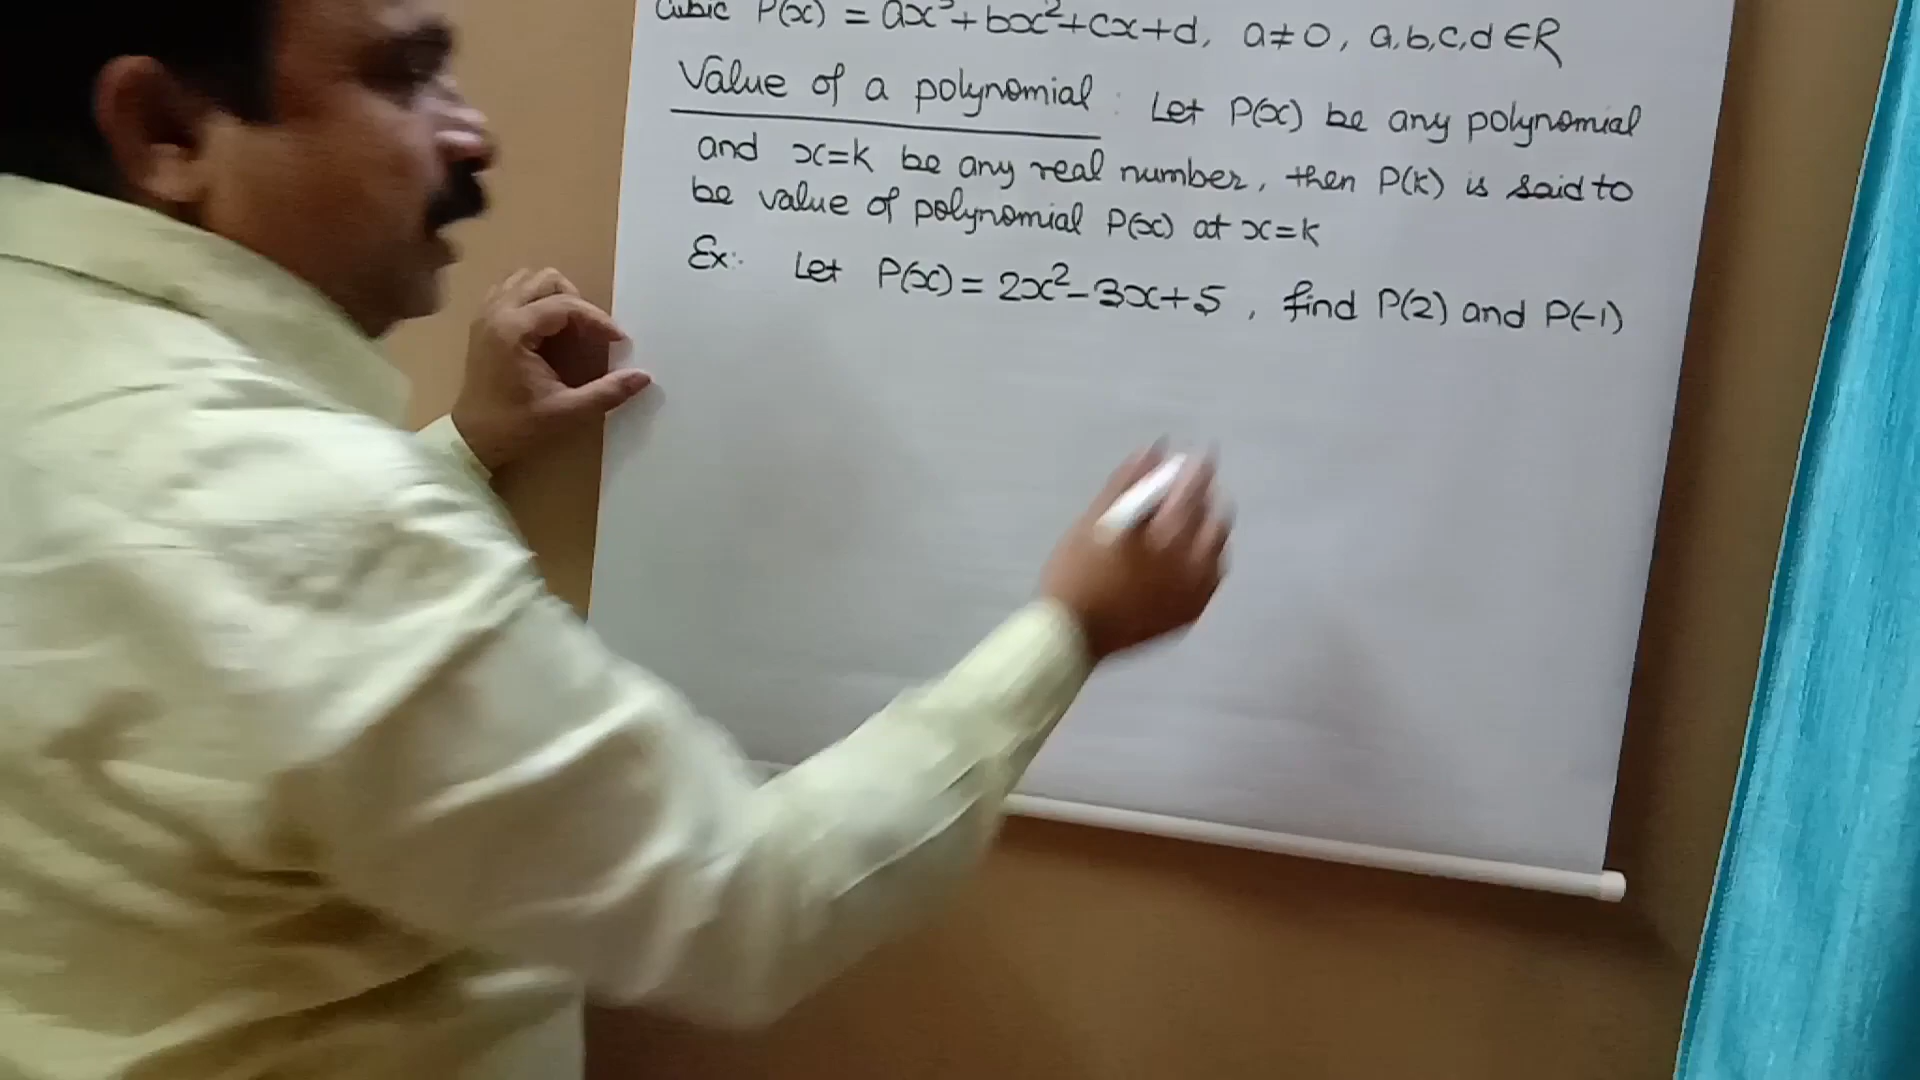 Cubic P(x) = ax³+bx²+cx+d, a≠0, a,b,c,d ∈R
Value of a polynomial : Let P(x) be any polynomial
and x=k be any real number, then P(k) is said to
be value of polynomial P(x) at x=k
Ex:- Let P(x) = 2x²-3x+5, find P(2) and P(-1)